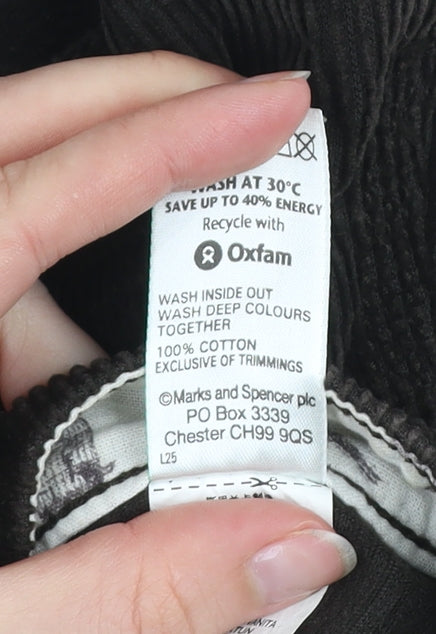 WASH AT 30°C
SAVE UP TO 40% ENERGY
Recycle with
Oxfam
WASH INSIDE OUT
WASH DEEP COLOURS
TOGETHER
100% COTTON
EXCLUSIVE OF TRIMMINGS
©Marks and Spencer plc
PO Box 3339
Chester CH99 9QS
L25